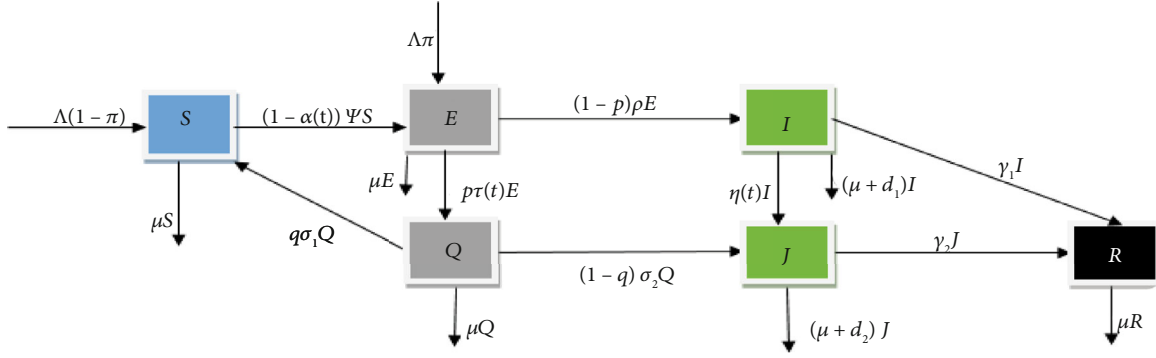 Λπ
Λ(1 − π)
S
(1 − α(t)) ΨS
E
(1 − p)ρE
I
μS
μE
pτ(t)E
η(t)I
(μ + d₁)I
γ₁I
qσ₁Q
Q
(1 − q) σ₂Q
J
γ₂J
R
μQ
(μ + d₂) J
μR